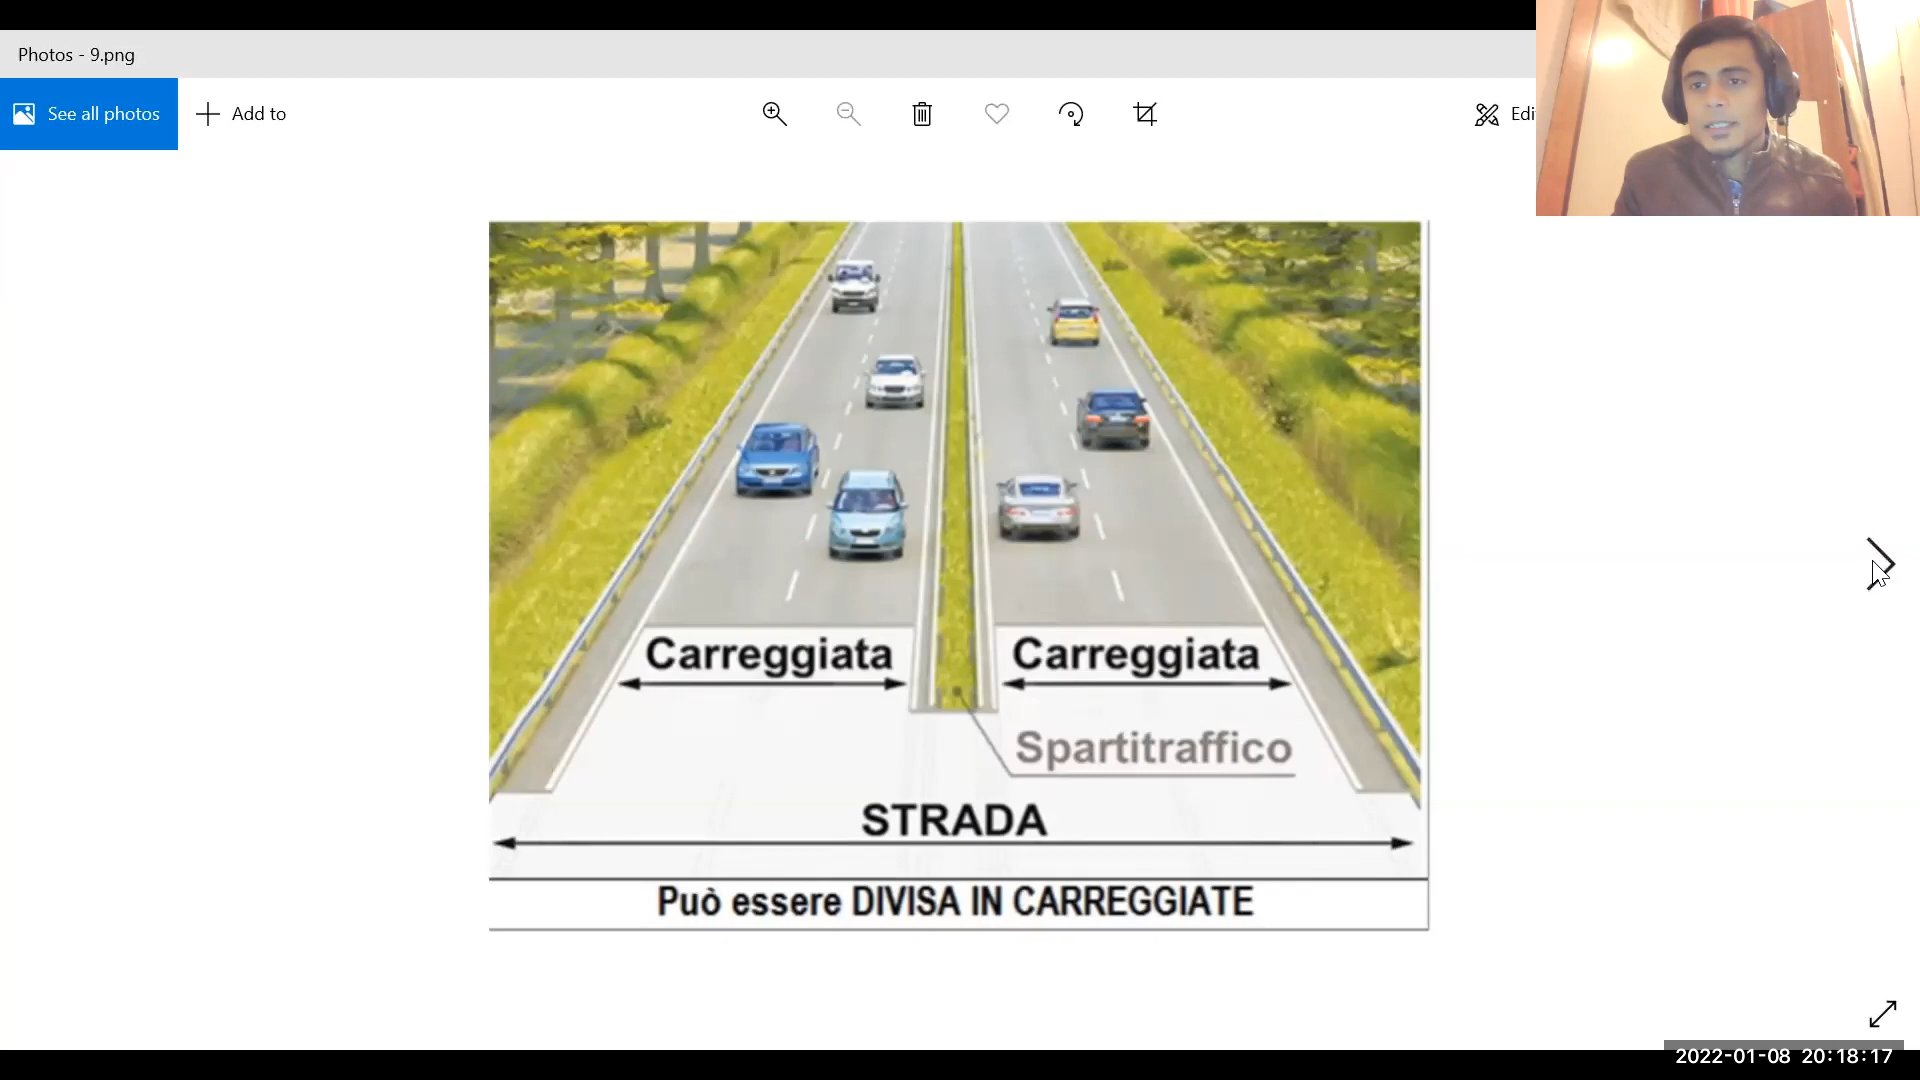 Photos - 9.png
See all photos
Add to
Carreggiata
Carreggiata
Spartitraffico
STRADA
Può essere DIVISA IN CARREGGIATE
2022-01-08 20:18:17